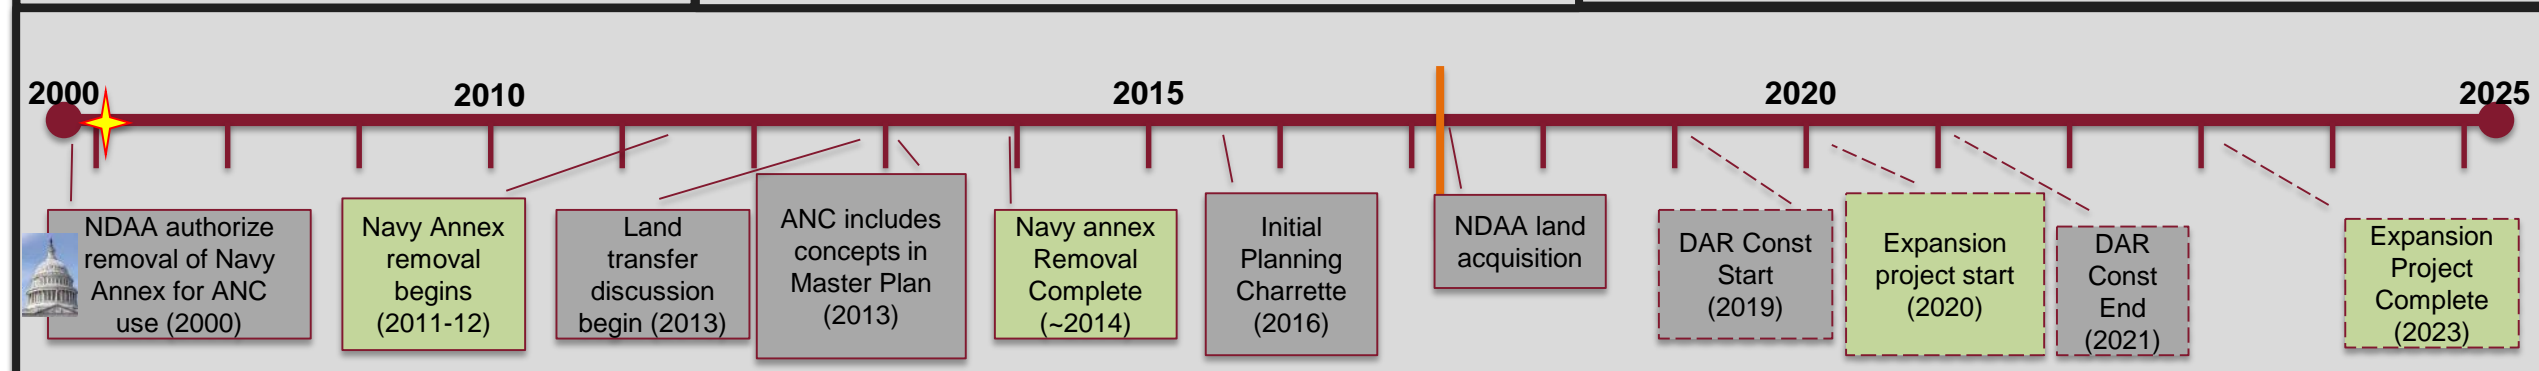 2000
2010
2015
2020
2025
NDAA authorize
removal of Navy
Annex for ANC
use (2000)
Navy Annex
removal
begins
(2011-12)
Land
transfer
discussion
begin (2013)
ANC includes
concepts in
Master Plan
(2013)
Navy annex
Removal
Complete
(~2014)
Initial
Planning
Charrette
(2016)
NDAA land
acquisition
DAR Const
Start
(2019)
Expansion
project start
(2020)
DAR
Const
End
(2021)
Expansion
Project
Complete
(2023)